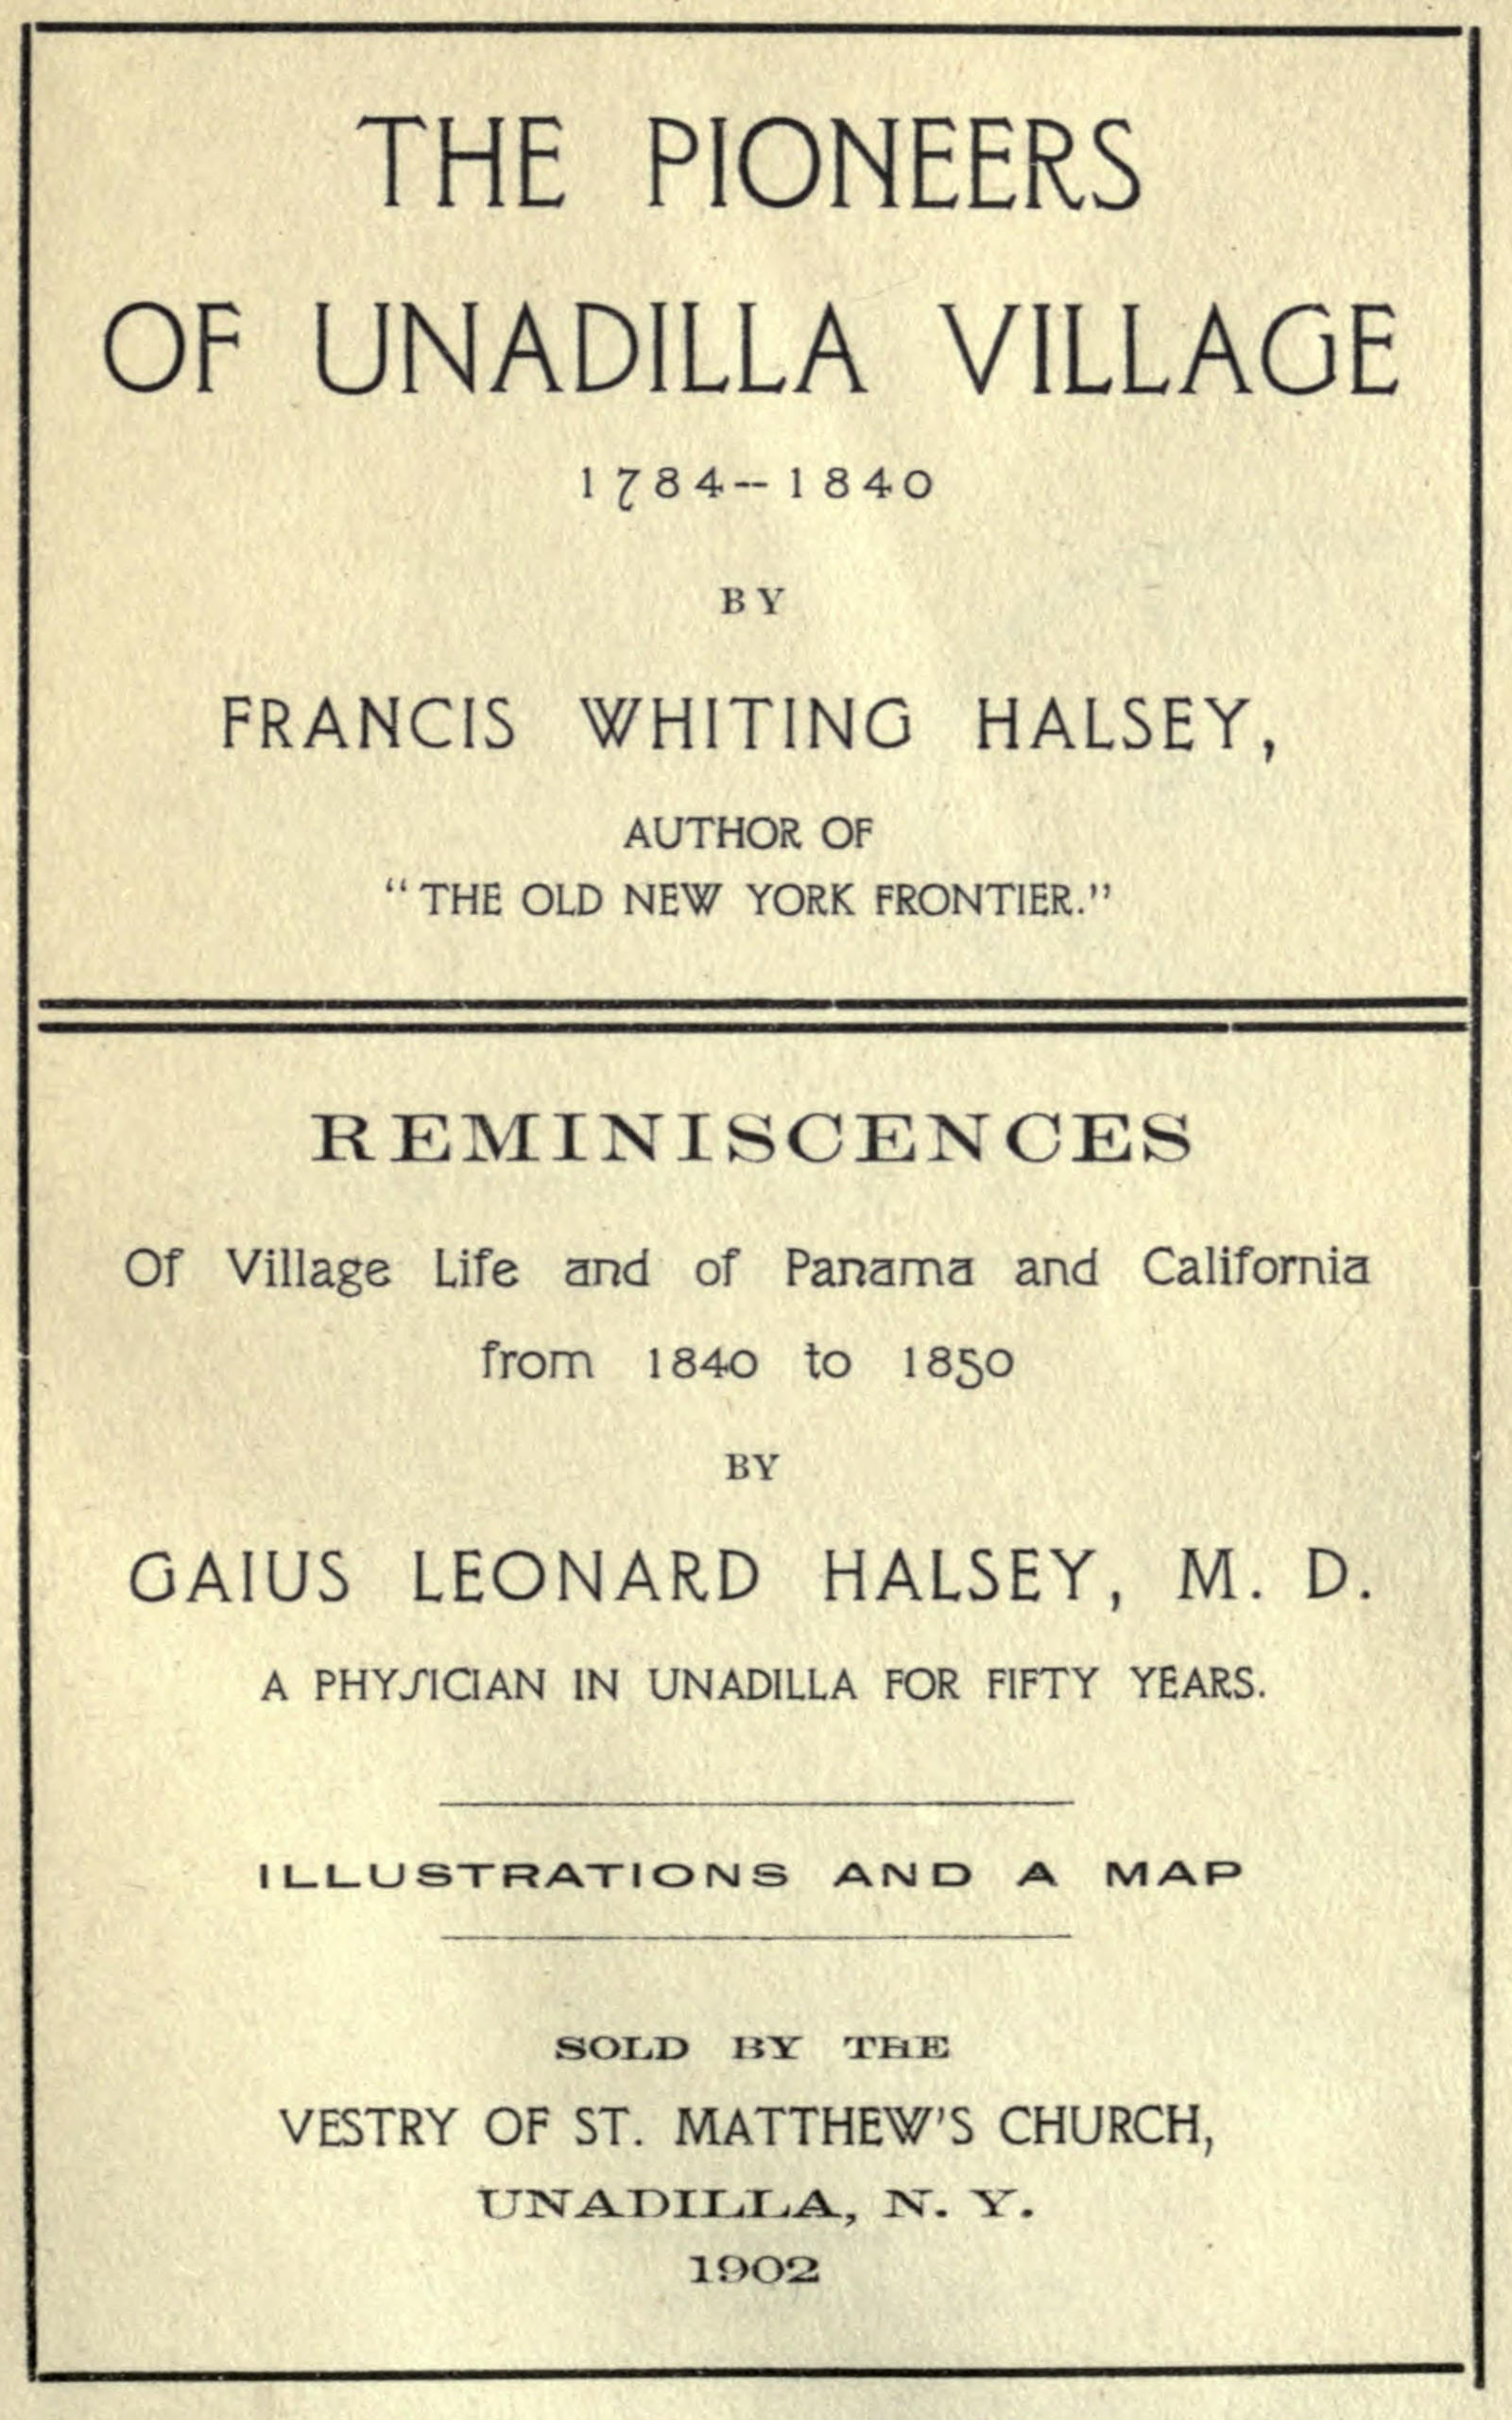 THE PIONEERS
OF UNADILLA VILLAGE
1784--1840
BY
FRANCIS WHITING HALSEY,
AUTHOR OF
"THE OLD NEW YORK FRONTIER."
REMINISCENCES
Of Village Life and of Panama and California
from 1840 to 1850
BY
GAIUS LEONARD HALSEY, M. D.
A PHYSICIAN IN UNADILLA FOR FIFTY YEARS.
ILLUSTRATIONS AND A MAP
SOLD BY THE
VESTRY OF ST. MATTHEW'S CHURCH,
UNADILLA, N. Y.
1902